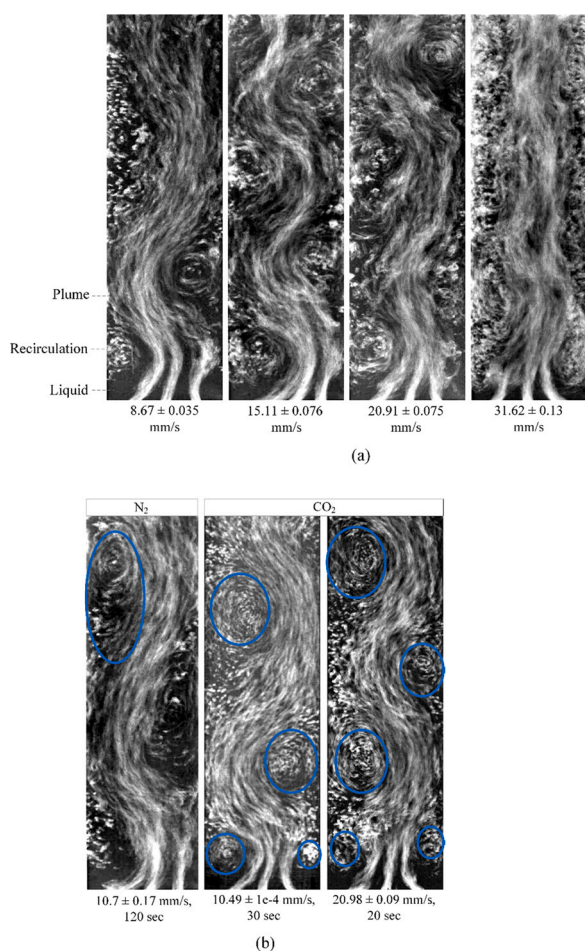 Plume
Recirculation
Liquid
8.67 ± 0.035 mm/s
15.11 ± 0.076 mm/s
20.91 ± 0.075 mm/s
31.62 ± 0.13 mm/s
(a)
N₂
CO₂
10.7 ± 0.17 mm/s, 120 sec
10.49 ± 1e-4 mm/s, 30 sec
20.98 ± 0.09 mm/s, 20 sec
(b)